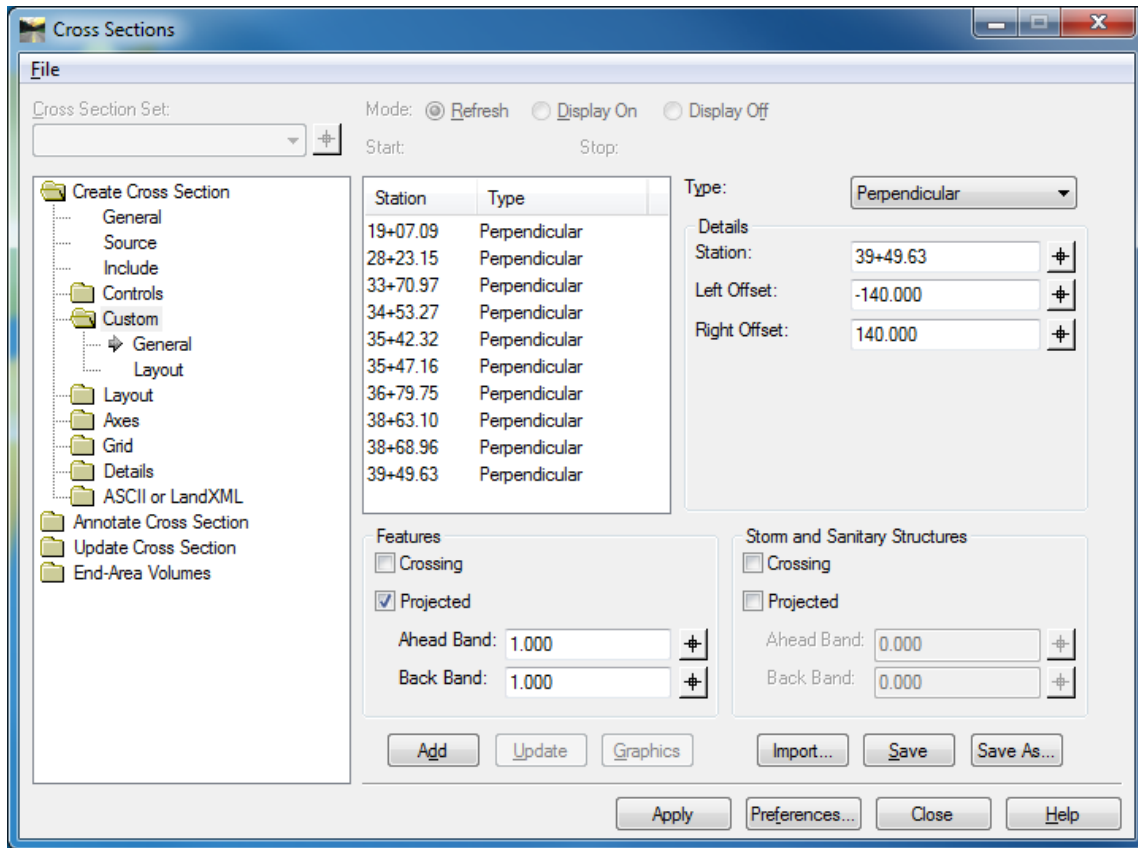 Cross Sections
File
Cross Section Set:
Mode: Refresh Display On Display Off
Start: Stop:
Create Cross Section
General
Source
Include
Controls
Custom
General
Layout
Layout
Axes
Grid
Details
ASCII or LandXML
Annotate Cross Section
Update Cross Section
End-Area Volumes
Station Type
19+07.09 Perpendicular
28+23.15 Perpendicular
33+70.97 Perpendicular
34+53.27 Perpendicular
35+42.32 Perpendicular
35+47.16 Perpendicular
36+79.75 Perpendicular
38+63.10 Perpendicular
38+68.96 Perpendicular
39+49.63 Perpendicular
Type: Perpendicular
Details
Station: 39+49.63
Left Offset: -140.000
Right Offset: 140.000
Features
Crossing
Projected
Ahead Band: 1.000
Back Band: 1.000
Storm and Sanitary Structures
Crossing
Projected
Ahead Band: 0.000
Back Band: 0.000
Add Update Graphics Import... Save Save As...
Apply Preferences... Close Help